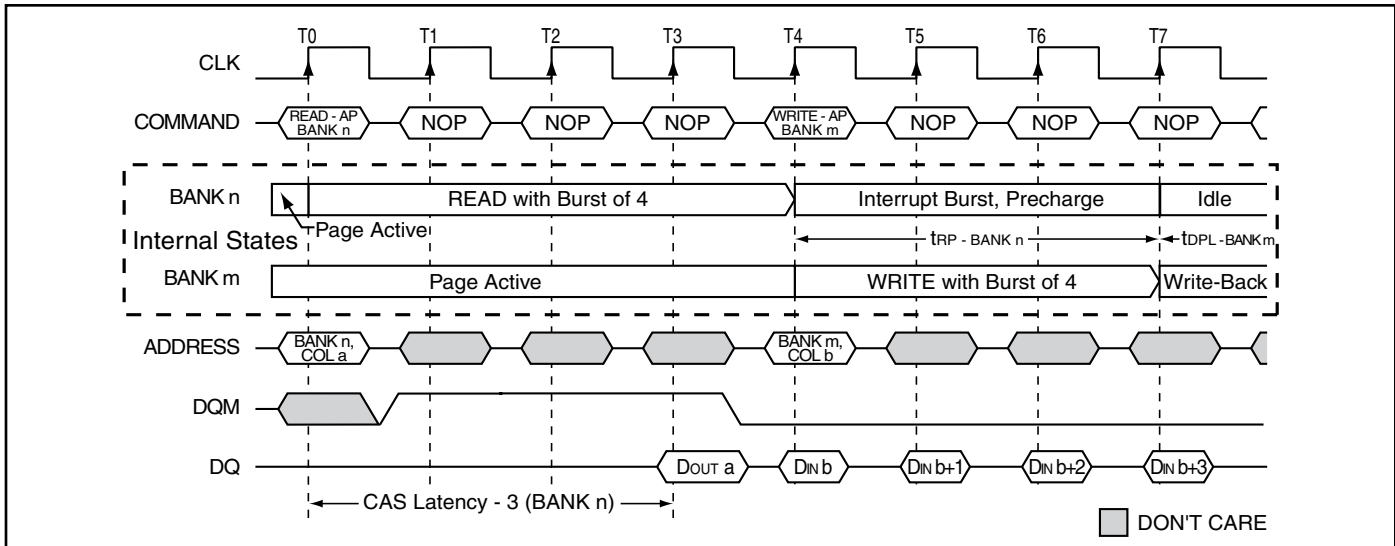 T0 T1 T2 T3 T4 T5 T6 T7
CLK
COMMAND READ - AP BANK n NOP NOP NOP WRITE - AP BANK m NOP NOP NOP
BANK n READ with Burst of 4 Interrupt Burst, Precharge Idle
Page Active
Internal States tRP - BANK n tDPL - BANK m
BANK m Page Active WRITE with Burst of 4 Write-Back
ADDRESS BANK n, COL a BANK m, COL b
DQM
DQ DOUT a DIN b DIN b+1 DIN b+2 DIN b+3
CAS Latency - 3 (BANK n)
DON'T CARE